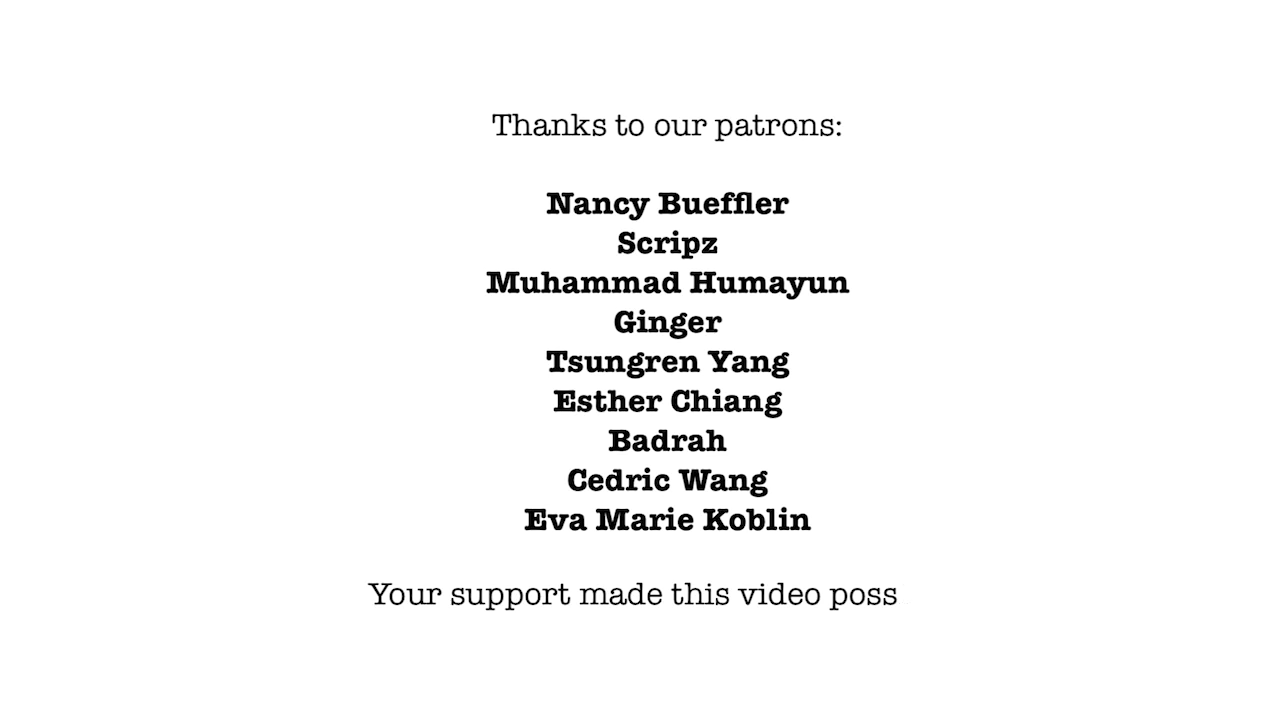 Thanks to our patrons:
Nancy Bueffler
Scripz
Muhammad Humayun
Ginger
Tsungren Yang
Esther Chiang
Badrah
Cedric Wang
Eva Marie Koblin
Your support made this video poss